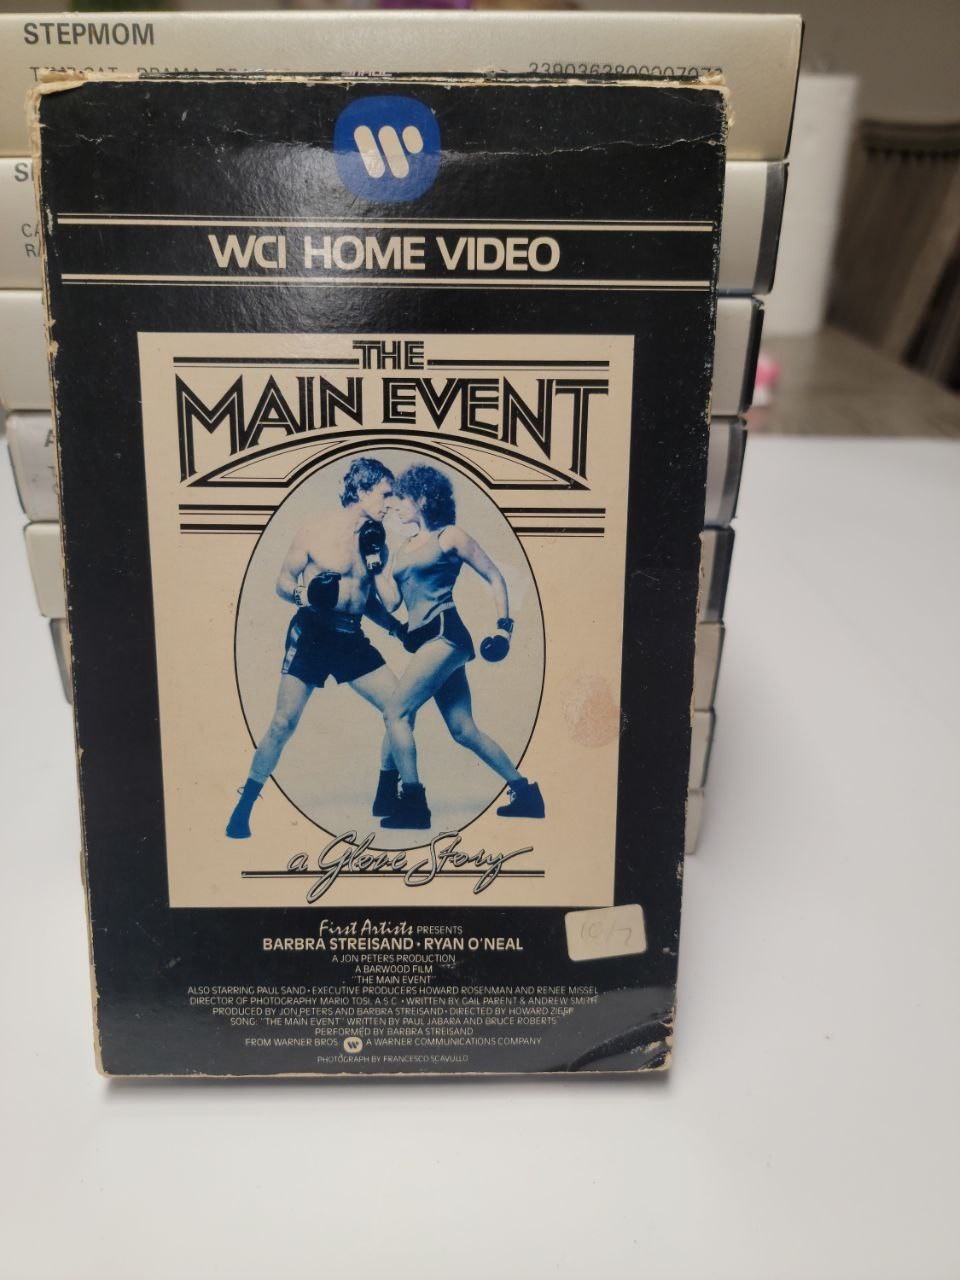 STEPMOM
WCI HOME VIDEO
THE
MAIN EVENT
a Glove Story
First Artists PRESENTS
BARBRA STREISAND • RYAN O'NEAL
A JON PETERS PRODUCTION
A BARWOOD FILM
"THE MAIN EVENT"
ALSO STARRING PAUL SAND • EXECUTIVE PRODUCERS HOWARD ROSENMAN AND RENEE MISSEL
DIRECTOR OF PHOTOGRAPHY MARIO TOSI, A S C • WRITTEN BY GAIL PARENT & ANDREW SMITH
PRODUCED BY JON PETERS AND BARBRA STREISAND • DIRECTED BY HOWARD ZIEFF
SONG: "THE MAIN EVENT" WRITTEN BY PAUL JABARA AND BRUCE ROBERTS
PERFORMED BY BARBRA STREISAND
FROM WARNER BROS. A WARNER COMMUNICATIONS COMPANY
PHOTOGRAPH BY FRANCESCO SCAVULLO